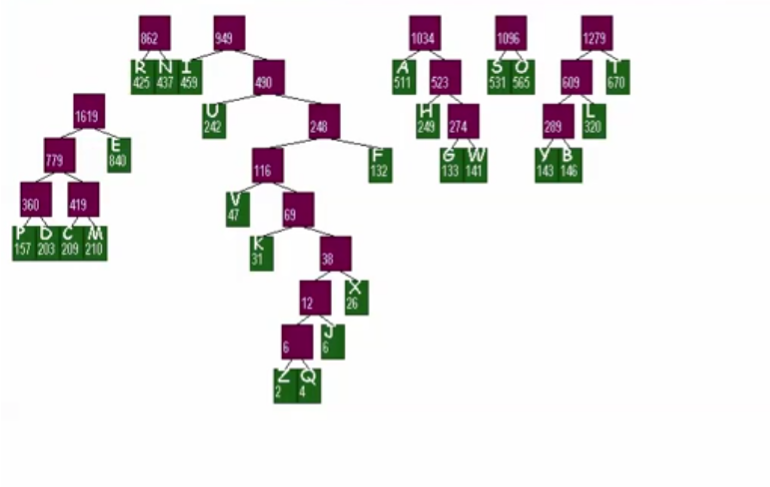 862 949 1034 1096 1279
R N I A S O T
425 437 459 490 511 523 531 565 609 670
1619 U 248 H 274 289 L
242 249 320
779 E 116 F G W Y B
840 132 133 141 143 146
360 419 V 69
47
P D C M K 38
157 203 209 210 31
12 X
26
6 J
6
Z Q
2 4